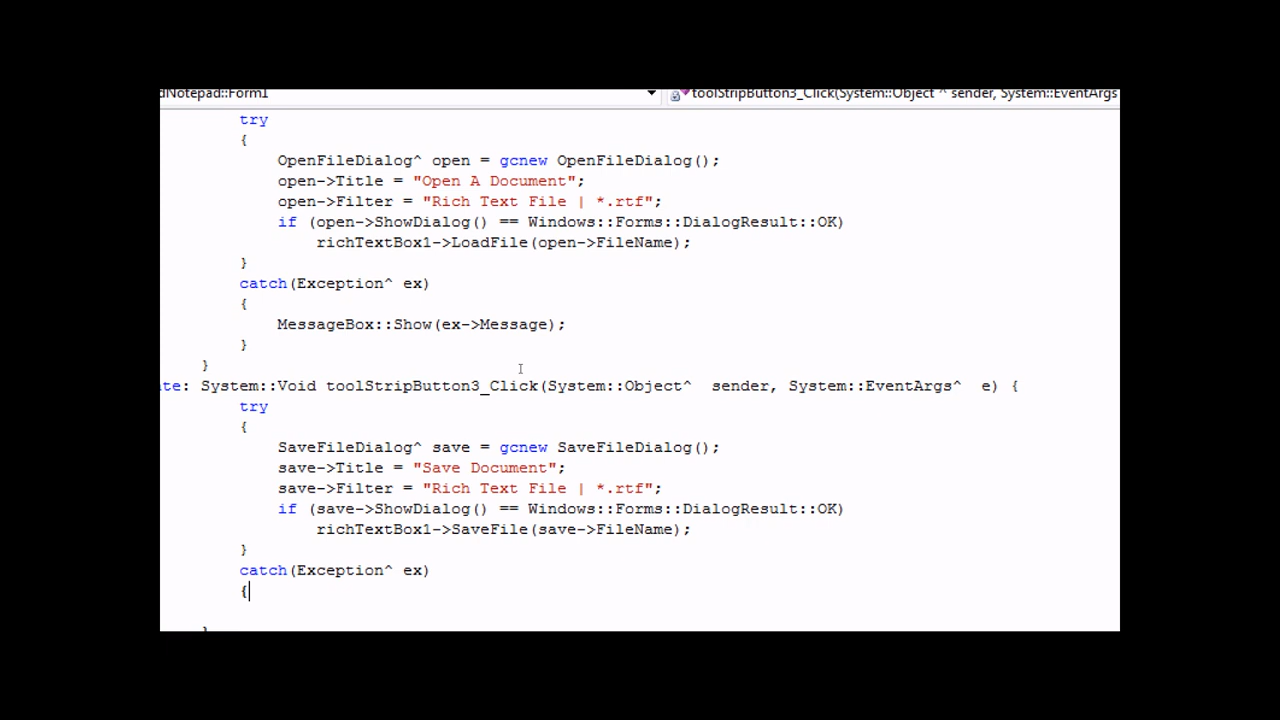 dNotepad::Form1 toolStripButton3_Click(System::Object ^ sender, System::EventArgs
try
{
OpenFileDialog^ open = gcnew OpenFileDialog();
open->Title = "Open A Document";
open->Filter = "Rich Text File | *.rtf";
if (open->ShowDialog() == Windows::Forms::DialogResult::OK)
richTextBox1->LoadFile(open->FileName);
}
catch(Exception^ ex)
{
MessageBox::Show(ex->Message);
}
}
te: System::Void toolStripButton3_Click(System::Object^  sender, System::EventArgs^  e) {
try
{
SaveFileDialog^ save = gcnew SaveFileDialog();
save->Title = "Save Document";
save->Filter = "Rich Text File | *.rtf";
if (save->ShowDialog() == Windows::Forms::DialogResult::OK)
richTextBox1->SaveFile(save->FileName);
}
catch(Exception^ ex)
{
}